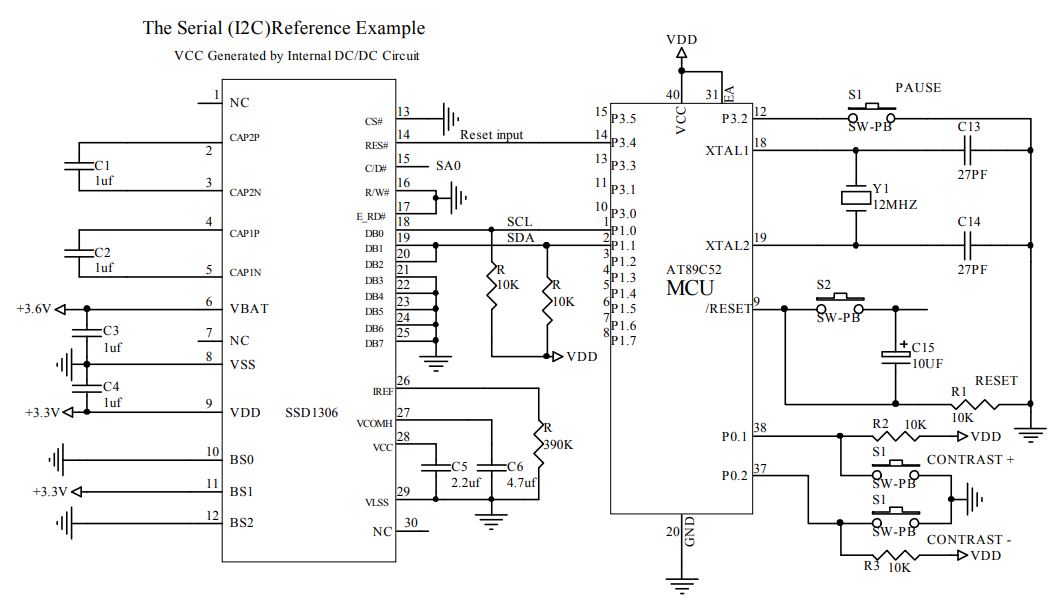 The Serial (I2C)Reference Example
VCC Generated by Internal DC/DC Circuit
1 NC
CAP2P
2
C1
1uf
3 CAP2N
4 CAP1P
C2
1uf
5 CAP1N
+3.6V 6 VBAT
C3
1uf
7 NC
8 VSS
C4
1uf
+3.3V 9 VDD
SSD1306
10 BS0
+3.3V 11 BS1
12 BS2
CS# 13
RES# 14 Reset input
C/D# 15 SA0
R/W# 16
E_RD# 17
DB0 18 SCL
DB1 19 SDA
DB2 20
DB3 21
DB4 22
DB5 23
DB6 24
DB7 25
R
10K
R
10K
VDD
IREF 26
VCOMH 27
VCC 28
R
390K
C5
2.2uf
C6
4.7uf
VLSS 29
NC 30
VDD
40 VCC
31 EA
15 P3.5
14 P3.4
13 P3.3
11 P3.1
10 P3.0
1 P1.0
2 P1.1
3 P1.2
4 P1.3
5 P1.4
6 P1.5
7 P1.6
8 P1.7
AT89C52
MCU
P3.2 12
XTAL1 18
XTAL2 19
/RESET 9
P0.1 38
P0.2 37
20 GND
S1 PAUSE
SW-PB
C13
27PF
Y1
12MHZ
C14
27PF
S2
SW-PB
+
C15
10UF
RESET
R1
10K
R2 10K VDD
S1 CONTRAST +
SW-PB
S1
SW-PB
CONTRAST -
R3 10K VDD